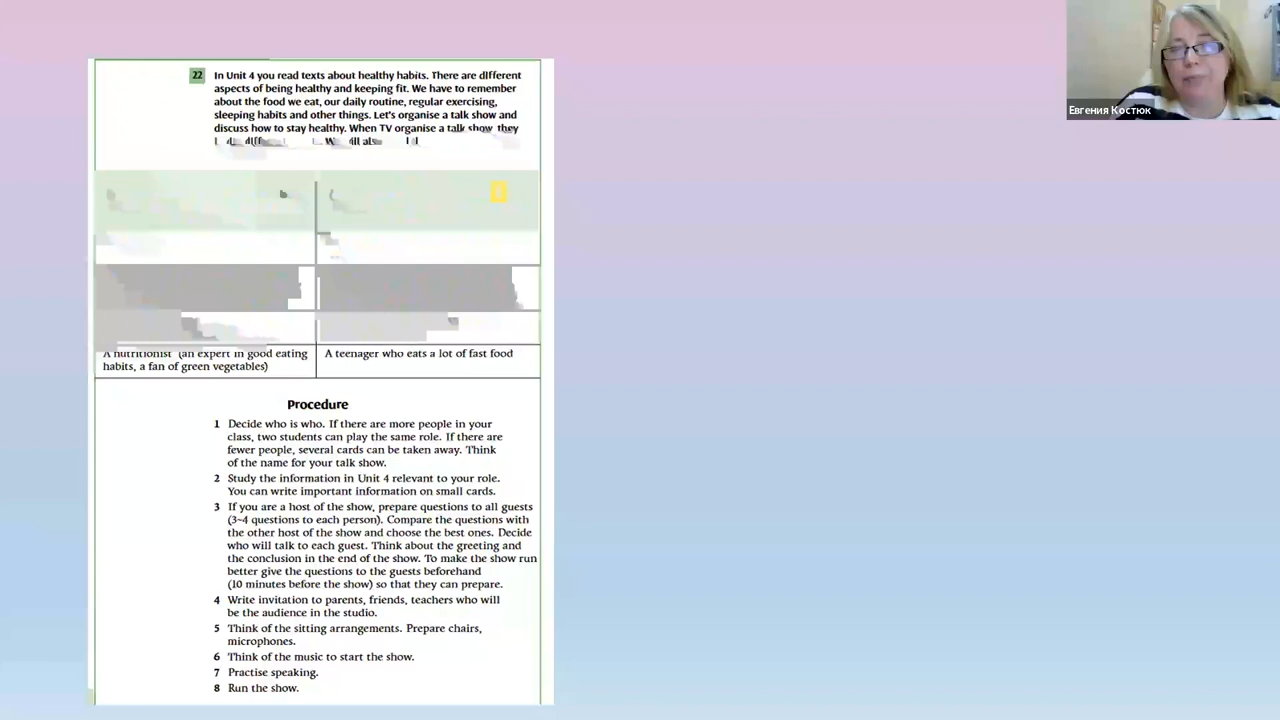 22 In Unit 4 you read texts about healthy habits. There are different
aspects of being healthy and keeping fit. We have to remember
about the food we eat, our daily routine, regular exercising,
sleeping habits and other things. Let's organise a talk show and
discuss how to stay healthy. When TV organise a talk show they
A nutritionist (an expert in good eating
habits, a fan of green vegetables)
A teenager who eats a lot of fast food
Procedure
1 Decide who is who. If there are more people in your
class, two students can play the same role. If there are
fewer people, several cards can be taken away. Think
of the name for your talk show.
2 Study the information in Unit 4 relevant to your role.
You can write important information on small cards.
3 If you are a host of the show, prepare questions to all guests
(3–4 questions to each person). Compare the questions with
the other host of the show and choose the best ones. Decide
who will talk to each guest. Think about the greeting and
the conclusion in the end of the show. To make the show run
better give the questions to the guests beforehand
(10 minutes before the show) so that they can prepare.
4 Write invitation to parents, friends, teachers who will
be the audience in the studio.
5 Think of the sitting arrangements. Prepare chairs,
microphones.
6 Think of the music to start the show.
7 Practise speaking.
8 Run the show.
Евгения Костюк